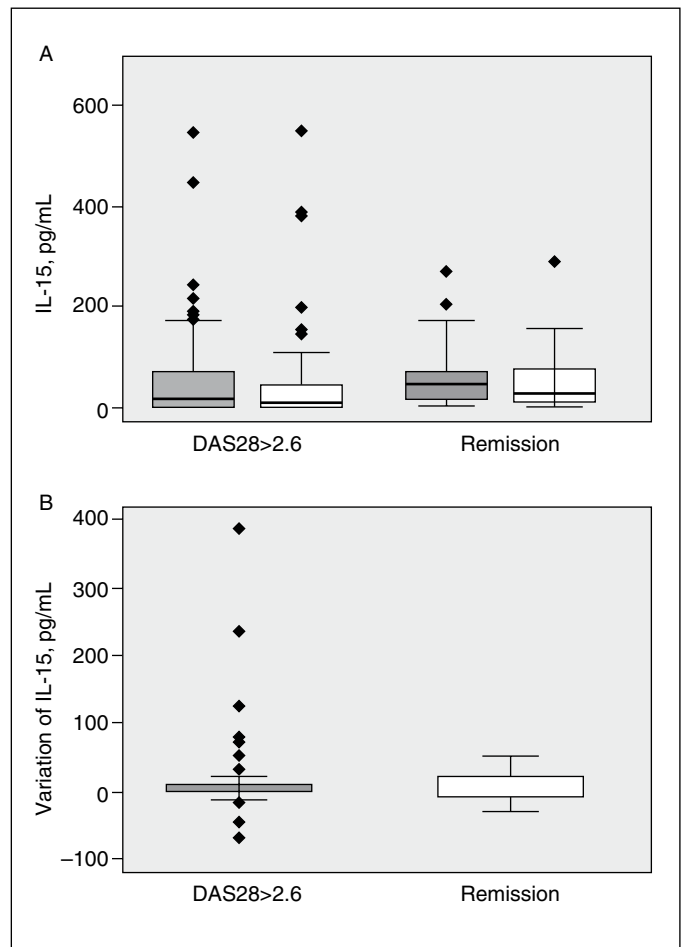 A
600
400
200
0
IL-15, pg/mL
DAS28>2.6 Remission
B
400
300
200
100
0
–100
Variation of IL-15, pg/mL
DAS28>2.6 Remission